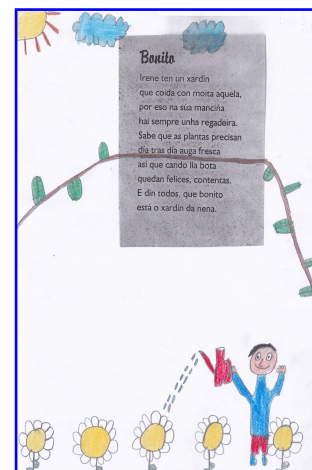 Bonito
Irene ten un xardín
que coida con moita aquela,
por eso na súa manciña
hai sempre unha regadeira.
Sabe que as plantas precisan
día tras día auga fresca
así que cando lla bota
quedan felices, contentas.
E din todos, que bonito
está o xardín da nena.